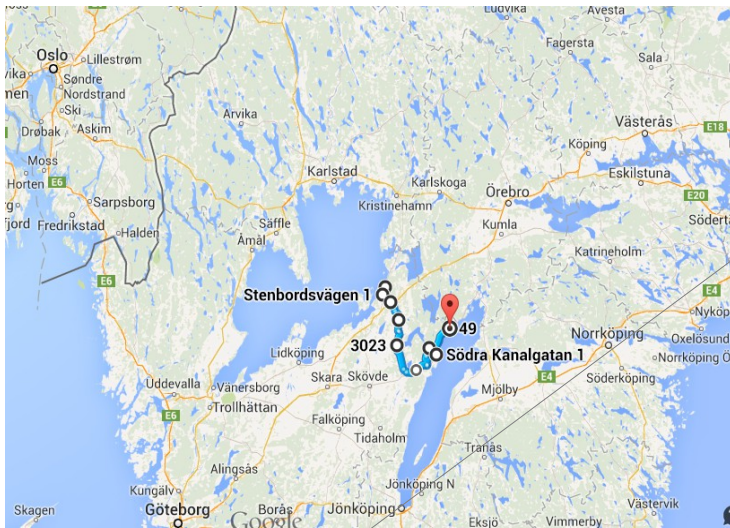 Ludvika
Avesta
Fagersta
Sala
Oslo
Lillestrøm
Søndre
Nordstrand
Ski
Drøbak
Askim
Moss
Horten
E6
Sarpsborg
Fredrikstad
Halden
E6
Arvika
Karlstad
Karlskoga
Kristinehamn
Säffle
Åmål
Örebro
Kumla
Köping
Västerås
E18
Eskilstuna
E20
Södertä
Katrineholm
E4
Nyköp
Oxelösund
Norrköping
Norrköping Ö
Söderköping
Stenbordsvägen 1
49
3023
Södra Kanalgatan 1
Lidköping
Skara
Skövde
Mjölby
E4
Uddevalla
Vänersborg
E6
Trollhättan
Falköping
Tidaholm
Tranås
Alingsås
Kungälv
Göteborg
Borås
Google
Jönköping
Jönköping N
Eksjö
Vimmerby
Västervik
Skagen